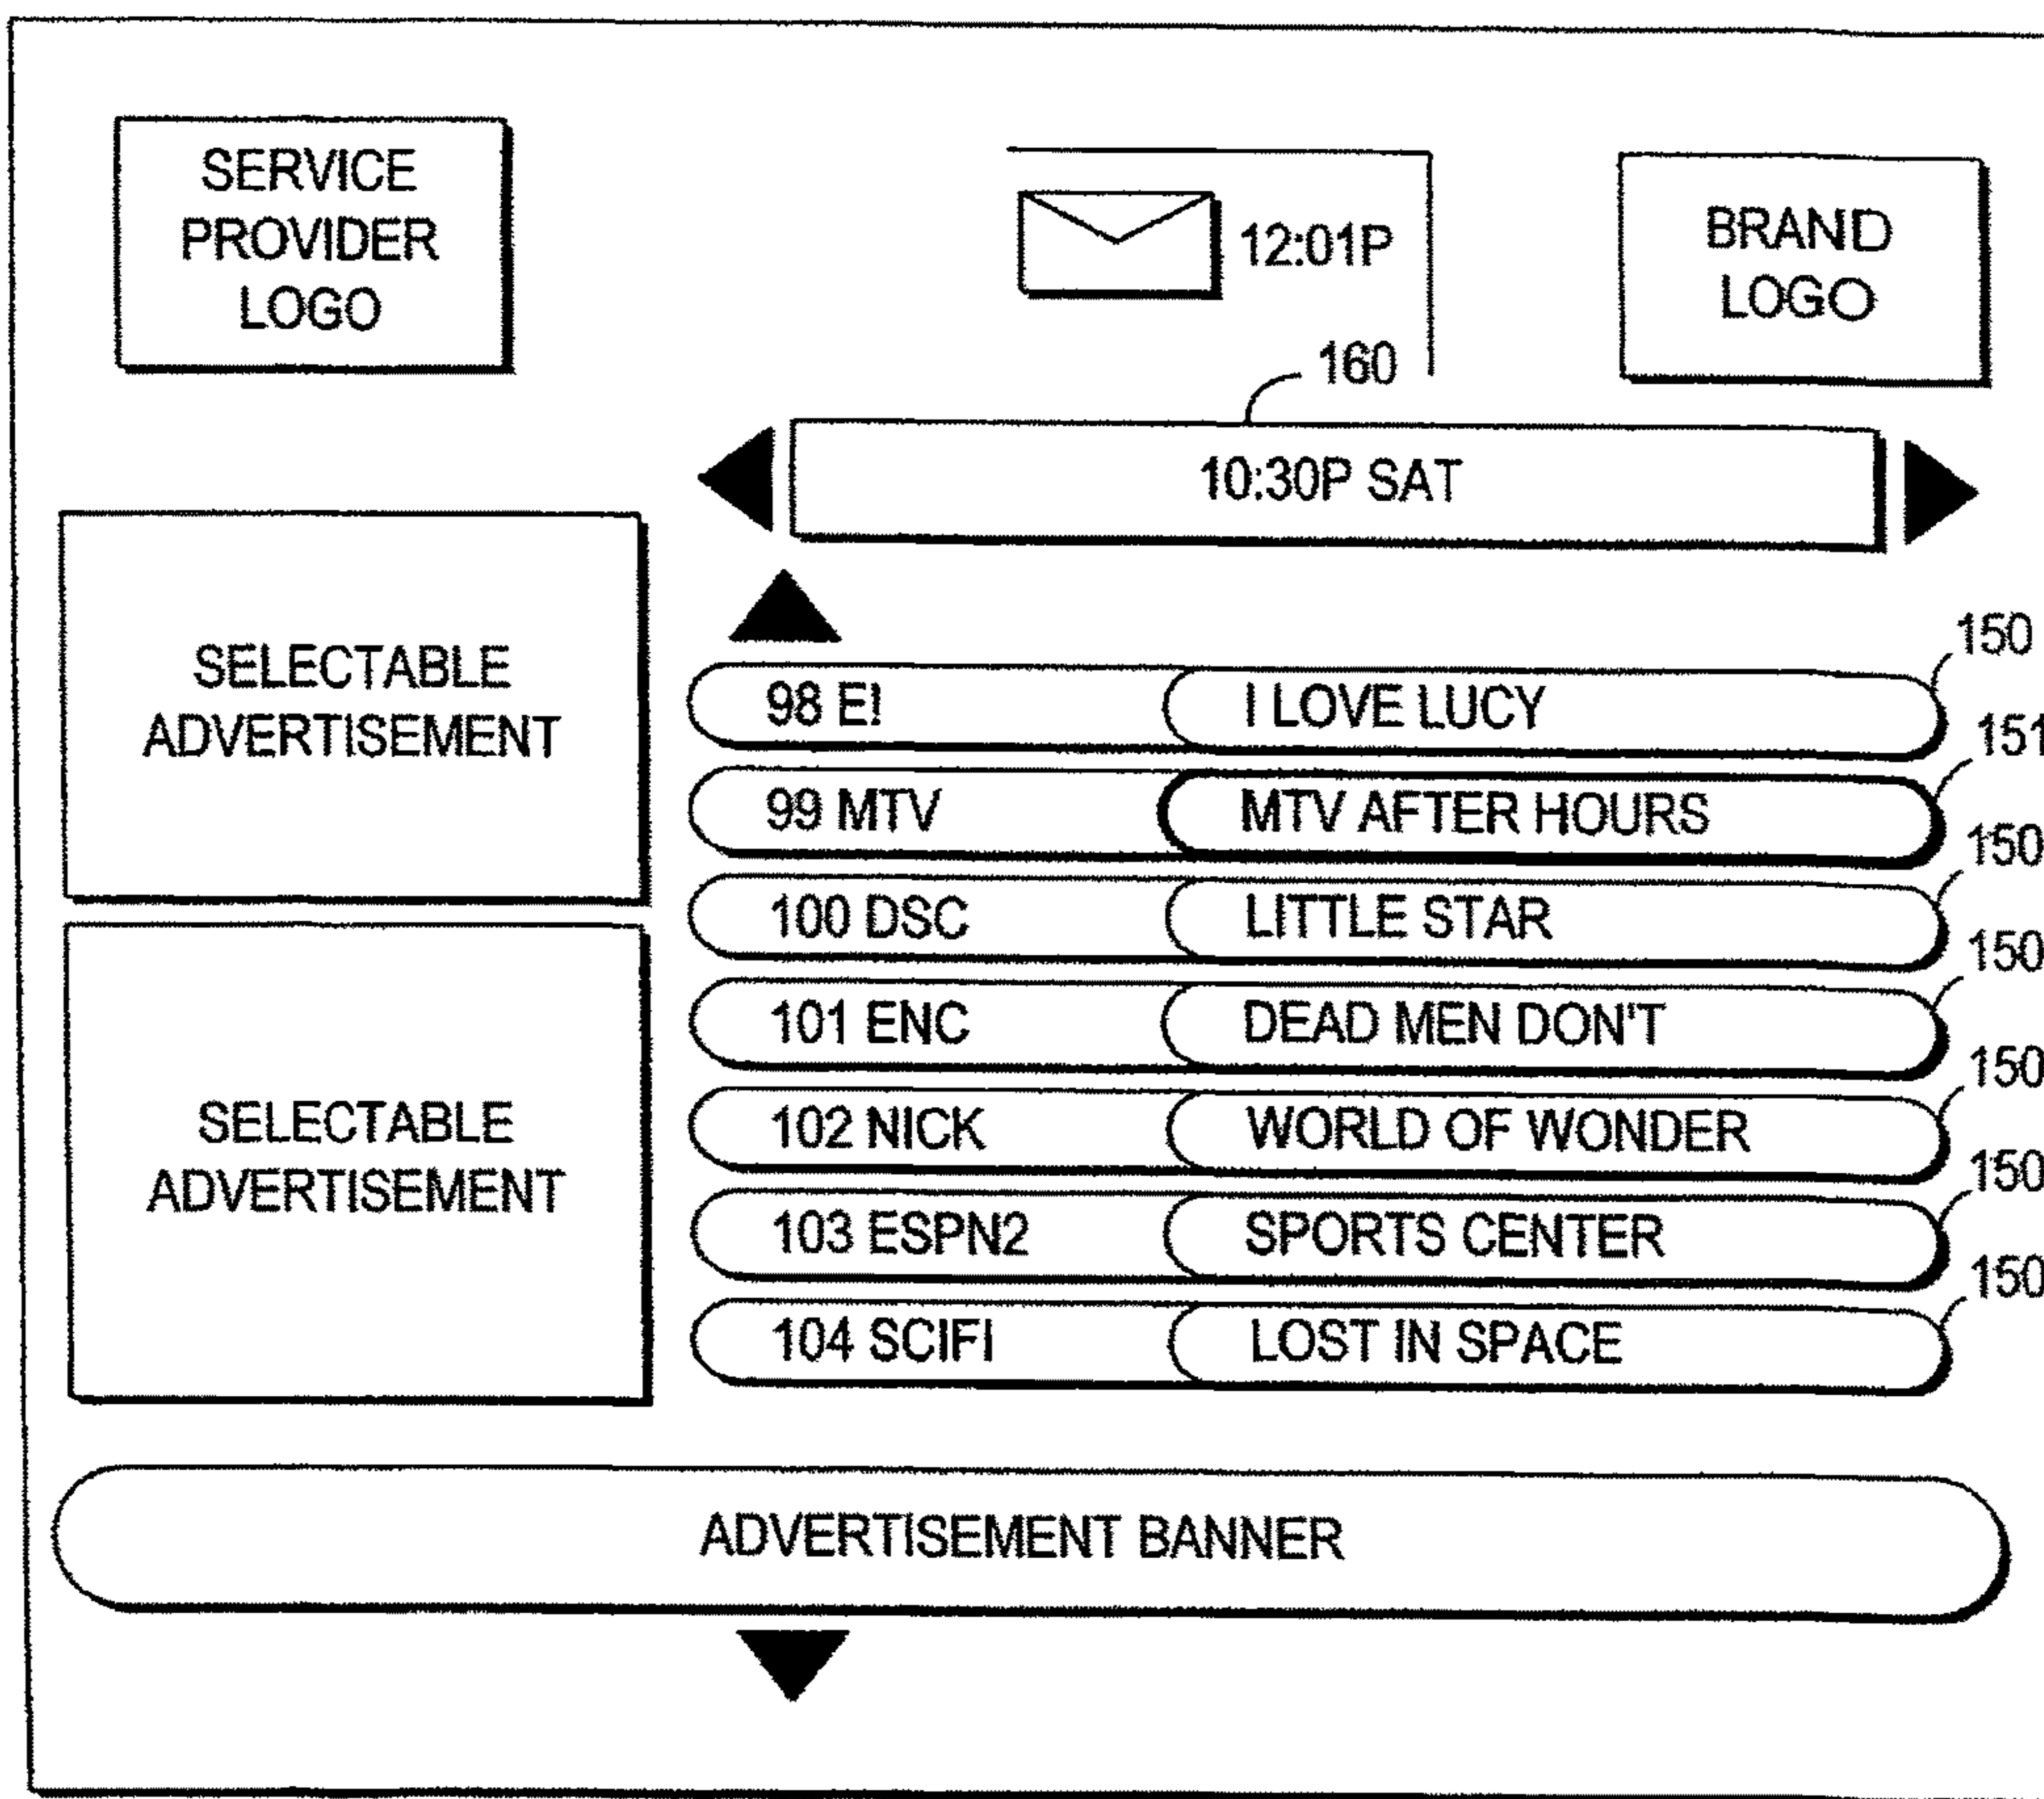 SERVICE
PROVIDER
LOGO
12:01P
BRAND
LOGO
160
10:30P SAT
SELECTABLE
ADVERTISEMENT
150
98 E! I LOVE LUCY
151
99 MTV MTV AFTER HOURS
150
100 DSC LITTLE STAR
150
101 ENC DEAD MEN DON'T
150
102 NICK WORLD OF WONDER
150
103 ESPN2 SPORTS CENTER
150
104 SCIFI LOST IN SPACE
SELECTABLE
ADVERTISEMENT
ADVERTISEMENT BANNER